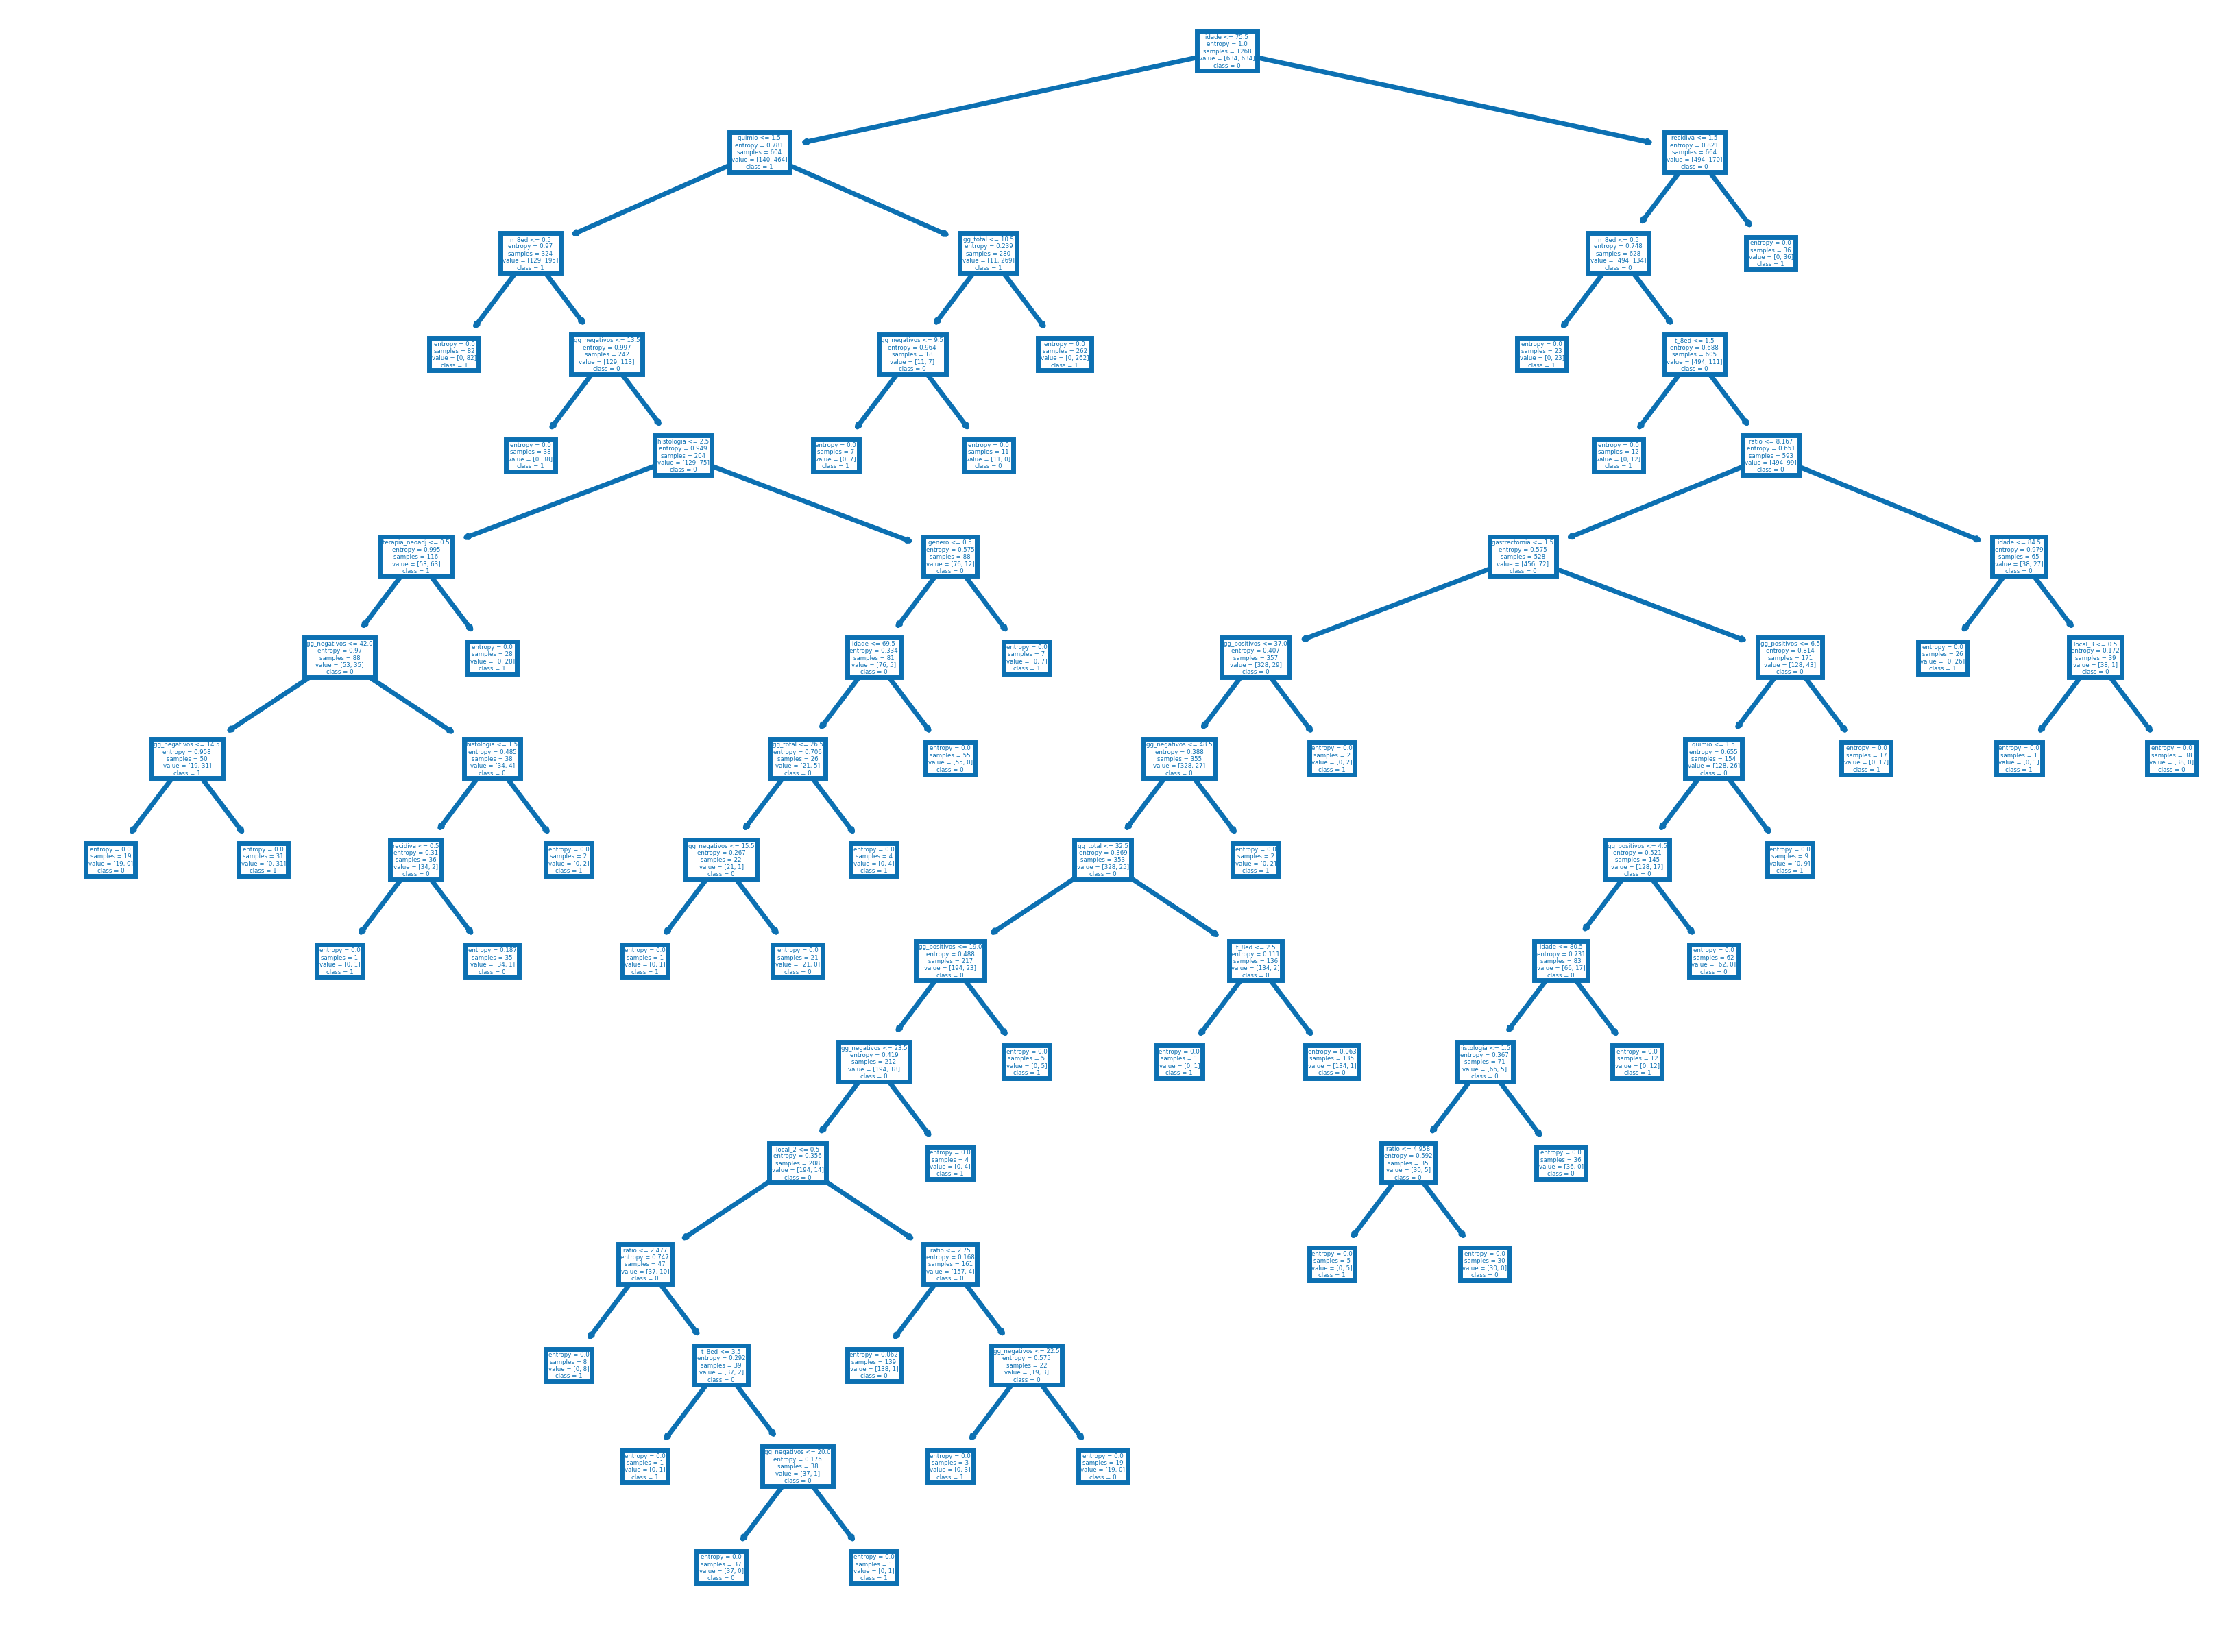 idade <= 75.5
entropy = 1.0
samples = 1268
value = [634, 634]
class = 0
quimio <= 1.5
entropy = 0.781
samples = 604
value = [140, 464]
class = 1
recidiva <= 1.5
entropy = 0.821
samples = 664
value = [494, 170]
class = 0
n_8ed <= 0.5
entropy = 0.97
samples = 324
value = [129, 195]
class = 1
gg_total <= 10.5
entropy = 0.239
samples = 280
value = [11, 269]
class = 1
n_8ed <= 0.5
entropy = 0.748
samples = 628
value = [494, 134]
class = 0
entropy = 0.0
samples = 36
value = [0, 36]
class = 1
entropy = 0.0
samples = 82
value = [0, 82]
class = 1
gg_negativos <= 13.5
entropy = 0.997
samples = 242
value = [129, 113]
class = 0
gg_negativos <= 9.5
entropy = 0.964
samples = 18
value = [11, 7]
class = 0
entropy = 0.0
samples = 262
value = [0, 262]
class = 1
entropy = 0.0
samples = 23
value = [0, 23]
class = 1
t_8ed <= 1.5
entropy = 0.688
samples = 605
value = [494, 111]
class = 0
entropy = 0.0
samples = 38
value = [0, 38]
class = 1
histologia <= 2.5
entropy = 0.949
samples = 204
value = [129, 75]
class = 0
entropy = 0.0
samples = 7
value = [0, 7]
class = 1
entropy = 0.0
samples = 11
value = [11, 0]
class = 0
entropy = 0.0
samples = 12
value = [0, 12]
class = 1
ratio <= 8.167
entropy = 0.651
samples = 593
value = [494, 99]
class = 0
terapia_neoadj <= 0.5
entropy = 0.995
samples = 116
value = [53, 63]
class = 1
genero <= 0.5
entropy = 0.575
samples = 88
value = [76, 12]
class = 0
gastrectomia <= 1.5
entropy = 0.575
samples = 528
value = [456, 72]
class = 0
idade <= 84.5
entropy = 0.979
samples = 65
value = [38, 27]
class = 0
gg_negativos <= 42.0
entropy = 0.97
samples = 88
value = [53, 35]
class = 0
entropy = 0.0
samples = 28
value = [0, 28]
class = 1
idade <= 69.5
entropy = 0.334
samples = 81
value = [76, 5]
class = 0
entropy = 0.0
samples = 7
value = [0, 7]
class = 1
gg_positivos <= 37.0
entropy = 0.407
samples = 357
value = [328, 29]
class = 0
gg_positivos <= 6.5
entropy = 0.814
samples = 171
value = [128, 43]
class = 0
entropy = 0.0
samples = 26
value = [0, 26]
class = 1
local_3 <= 0.5
entropy = 0.172
samples = 39
value = [38, 1]
class = 0
gg_negativos <= 14.5
entropy = 0.958
samples = 50
value = [19, 31]
class = 1
histologia <= 1.5
entropy = 0.485
samples = 38
value = [34, 4]
class = 0
gg_total <= 26.5
entropy = 0.706
samples = 26
value = [21, 5]
class = 0
entropy = 0.0
samples = 55
value = [55, 0]
class = 0
gg_negativos <= 48.5
entropy = 0.388
samples = 355
value = [328, 27]
class = 0
entropy = 0.0
samples = 2
value = [0, 2]
class = 1
quimio <= 1.5
entropy = 0.655
samples = 154
value = [128, 26]
class = 0
entropy = 0.0
samples = 17
value = [0, 17]
class = 1
entropy = 0.0
samples = 1
value = [0, 1]
class = 1
entropy = 0.0
samples = 38
value = [38, 0]
class = 0
entropy = 0.0
samples = 19
value = [19, 0]
class = 0
entropy = 0.0
samples = 31
value = [0, 31]
class = 1
recidiva <= 0.5
entropy = 0.31
samples = 36
value = [34, 2]
class = 0
entropy = 0.0
samples = 2
value = [0, 2]
class = 1
gg_negativos <= 15.5
entropy = 0.267
samples = 22
value = [21, 1]
class = 0
entropy = 0.0
samples = 4
value = [0, 4]
class = 1
gg_total <= 32.5
entropy = 0.369
samples = 353
value = [328, 25]
class = 0
entropy = 0.0
samples = 2
value = [0, 2]
class = 1
gg_positivos <= 4.5
entropy = 0.521
samples = 145
value = [128, 17]
class = 0
entropy = 0.0
samples = 9
value = [0, 9]
class = 1
entropy = 0.0
samples = 1
value = [0, 1]
class = 1
entropy = 0.187
samples = 35
value = [34, 1]
class = 0
entropy = 0.0
samples = 1
value = [0, 1]
class = 1
entropy = 0.0
samples = 21
value = [21, 0]
class = 0
gg_positivos <= 19.0
entropy = 0.488
samples = 217
value = [194, 23]
class = 0
t_8ed <= 2.5
entropy = 0.111
samples = 136
value = [134, 2]
class = 0
idade <= 80.5
entropy = 0.731
samples = 83
value = [66, 17]
class = 0
entropy = 0.0
samples = 62
value = [62, 0]
class = 0
gg_negativos <= 23.5
entropy = 0.419
samples = 212
value = [194, 18]
class = 0
entropy = 0.0
samples = 5
value = [0, 5]
class = 1
entropy = 0.0
samples = 1
value = [0, 1]
class = 1
entropy = 0.063
samples = 135
value = [134, 1]
class = 0
histologia <= 1.5
entropy = 0.367
samples = 71
value = [66, 5]
class = 0
entropy = 0.0
samples = 12
value = [0, 12]
class = 1
local_2 <= 0.5
entropy = 0.356
samples = 208
value = [194, 14]
class = 0
entropy = 0.0
samples = 4
value = [0, 4]
class = 1
ratio <= 4.958
entropy = 0.592
samples = 35
value = [30, 5]
class = 0
entropy = 0.0
samples = 36
value = [36, 0]
class = 0
ratio <= 2.477
entropy = 0.747
samples = 47
value = [37, 10]
class = 0
ratio <= 2.75
entropy = 0.168
samples = 161
value = [157, 4]
class = 0
entropy = 0.0
samples = 5
value = [0, 5]
class = 1
entropy = 0.0
samples = 30
value = [30, 0]
class = 0
entropy = 0.0
samples = 8
value = [0, 8]
class = 1
t_8ed <= 3.5
entropy = 0.292
samples = 39
value = [37, 2]
class = 0
entropy = 0.062
samples = 139
value = [138, 1]
class = 0
gg_negativos <= 22.5
entropy = 0.575
samples = 22
value = [19, 3]
class = 0
entropy = 0.0
samples = 1
value = [0, 1]
class = 1
gg_negativos <= 20.0
entropy = 0.176
samples = 38
value = [37, 1]
class = 0
entropy = 0.0
samples = 3
value = [0, 3]
class = 1
entropy = 0.0
samples = 19
value = [19, 0]
class = 0
entropy = 0.0
samples = 37
value = [37, 0]
class = 0
entropy = 0.0
samples = 1
value = [0, 1]
class = 1